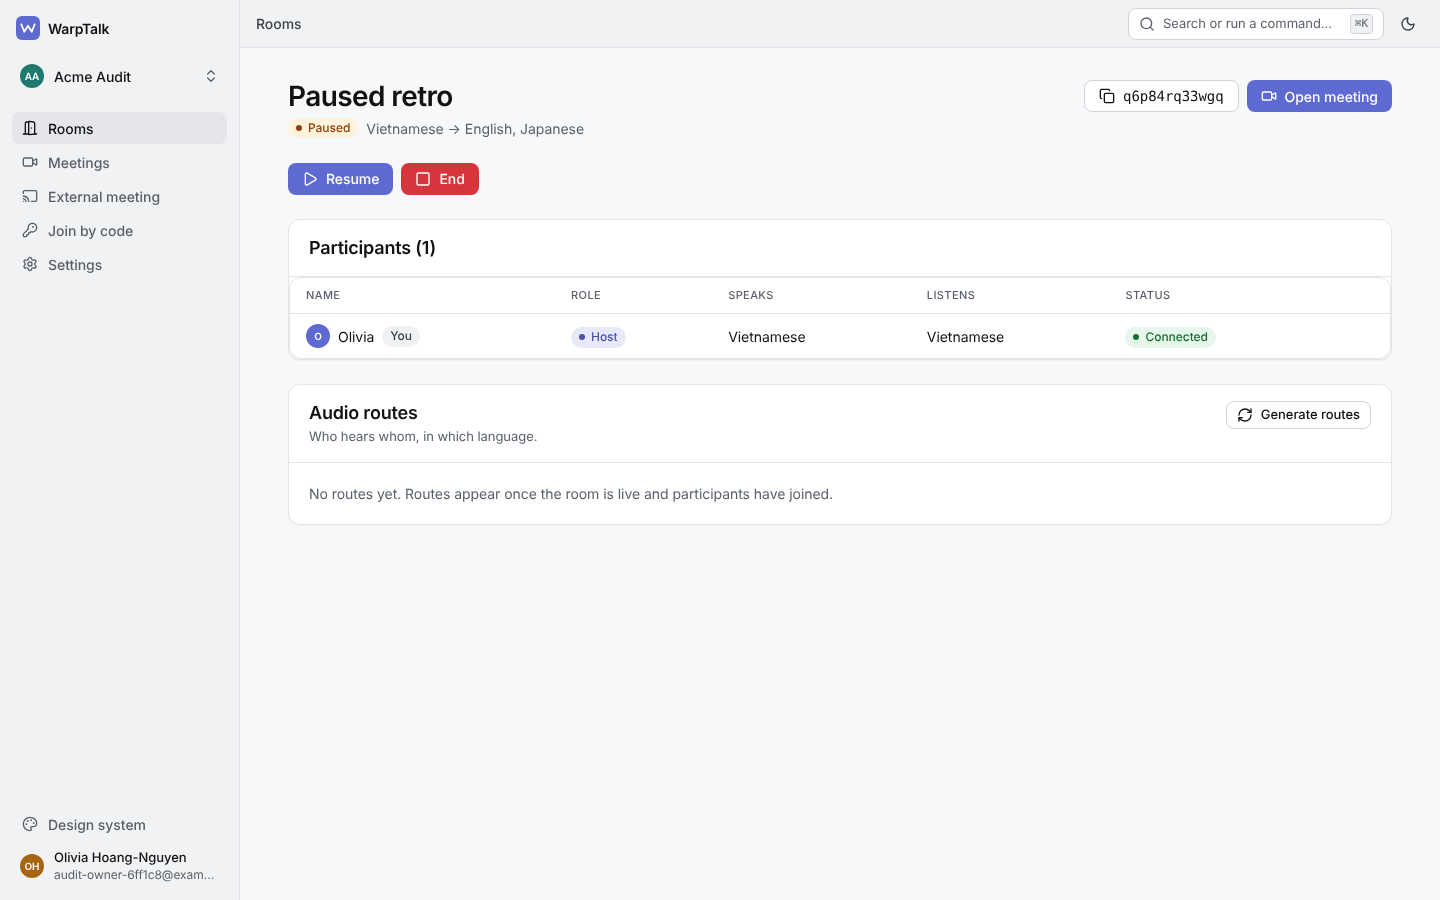 WarpTalk
AA
Acme Audit
Rooms
Meetings
External meeting
Join by code
Settings
Design system
OH
Olivia Hoang-Nguyen
audit-owner-6ff1c8@exam...
Rooms
Search or run a command...
⌘K
Paused retro
q6p84rq33wgq
Open meeting
Paused
Vietnamese → English, Japanese
Resume
End
Participants (1)
NAME ROLE SPEAKS LISTENS STATUS
O Olivia You Host Vietnamese Vietnamese Connected
Audio routes
Generate routes
Who hears whom, in which language.
No routes yet. Routes appear once the room is live and participants have joined.